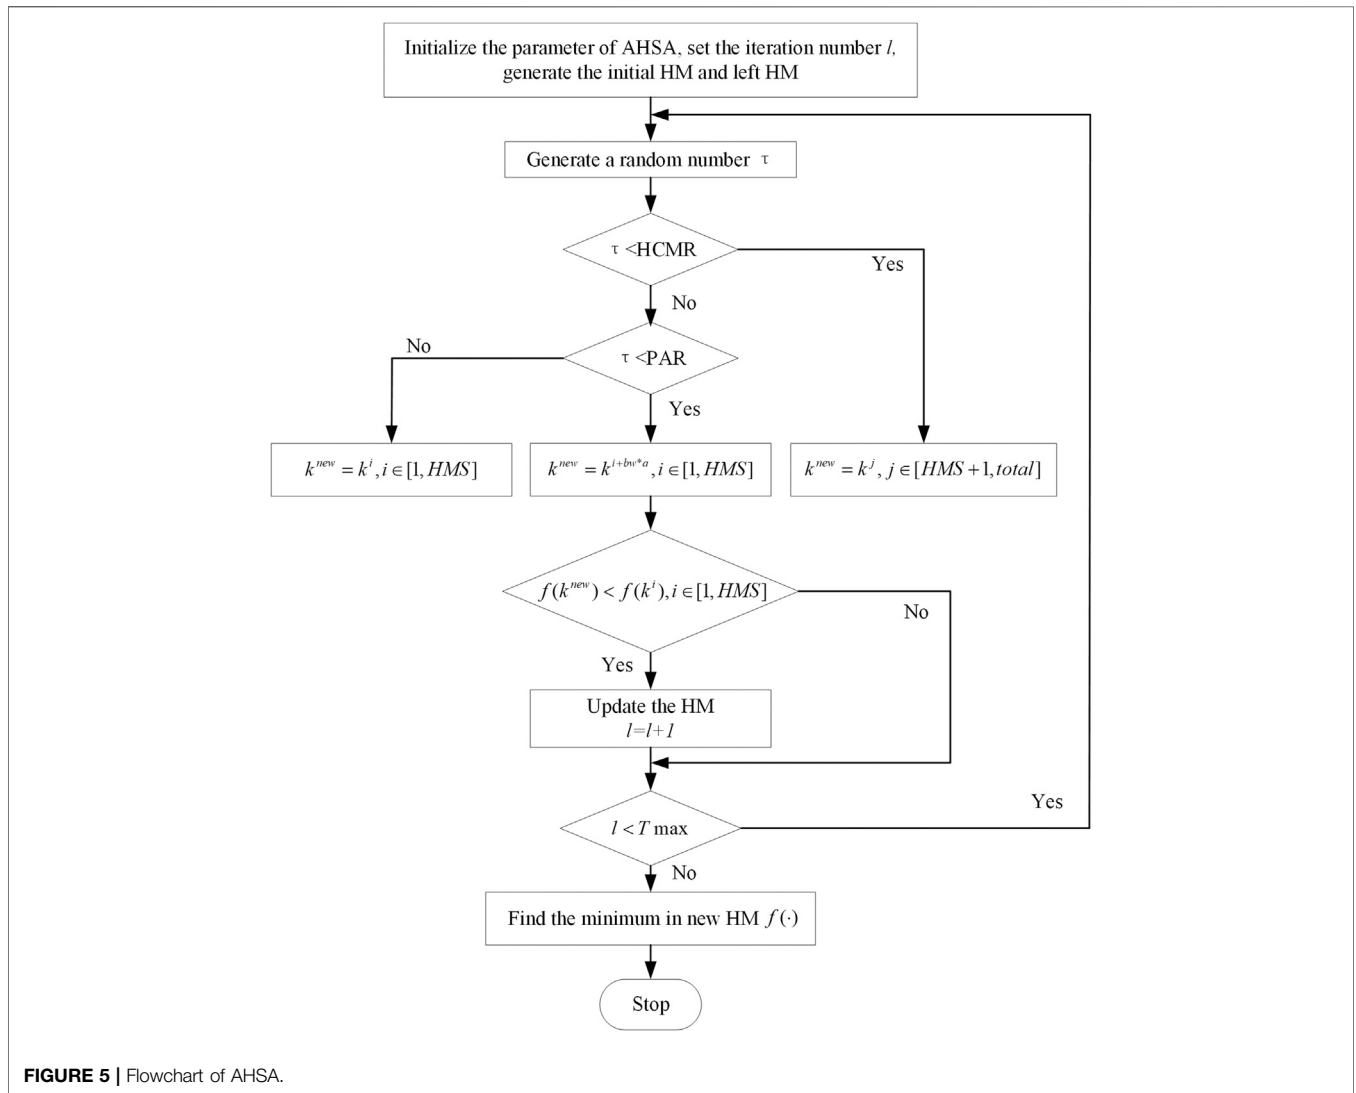 Initialize the parameter of AHSA, set the iteration number l,
generate the initial HM and left HM
Generate a random number τ
τ <HCMR
Yes
No
τ <PAR
No
Yes
k^{new} = k^{i}, i∈[1, HMS]
k^{new} = k^{i+bw*a}, i∈[1, HMS]
k^{new} = k^{j}, j∈[HMS+1, total]
f(k^{new}) < f(k^{i}), i∈[1, HMS]
No
Yes
Update the HM
l=l+1
l < T max
Yes
No
Find the minimum in new HM f(·)
Stop
FIGURE 5 | Flowchart of AHSA.